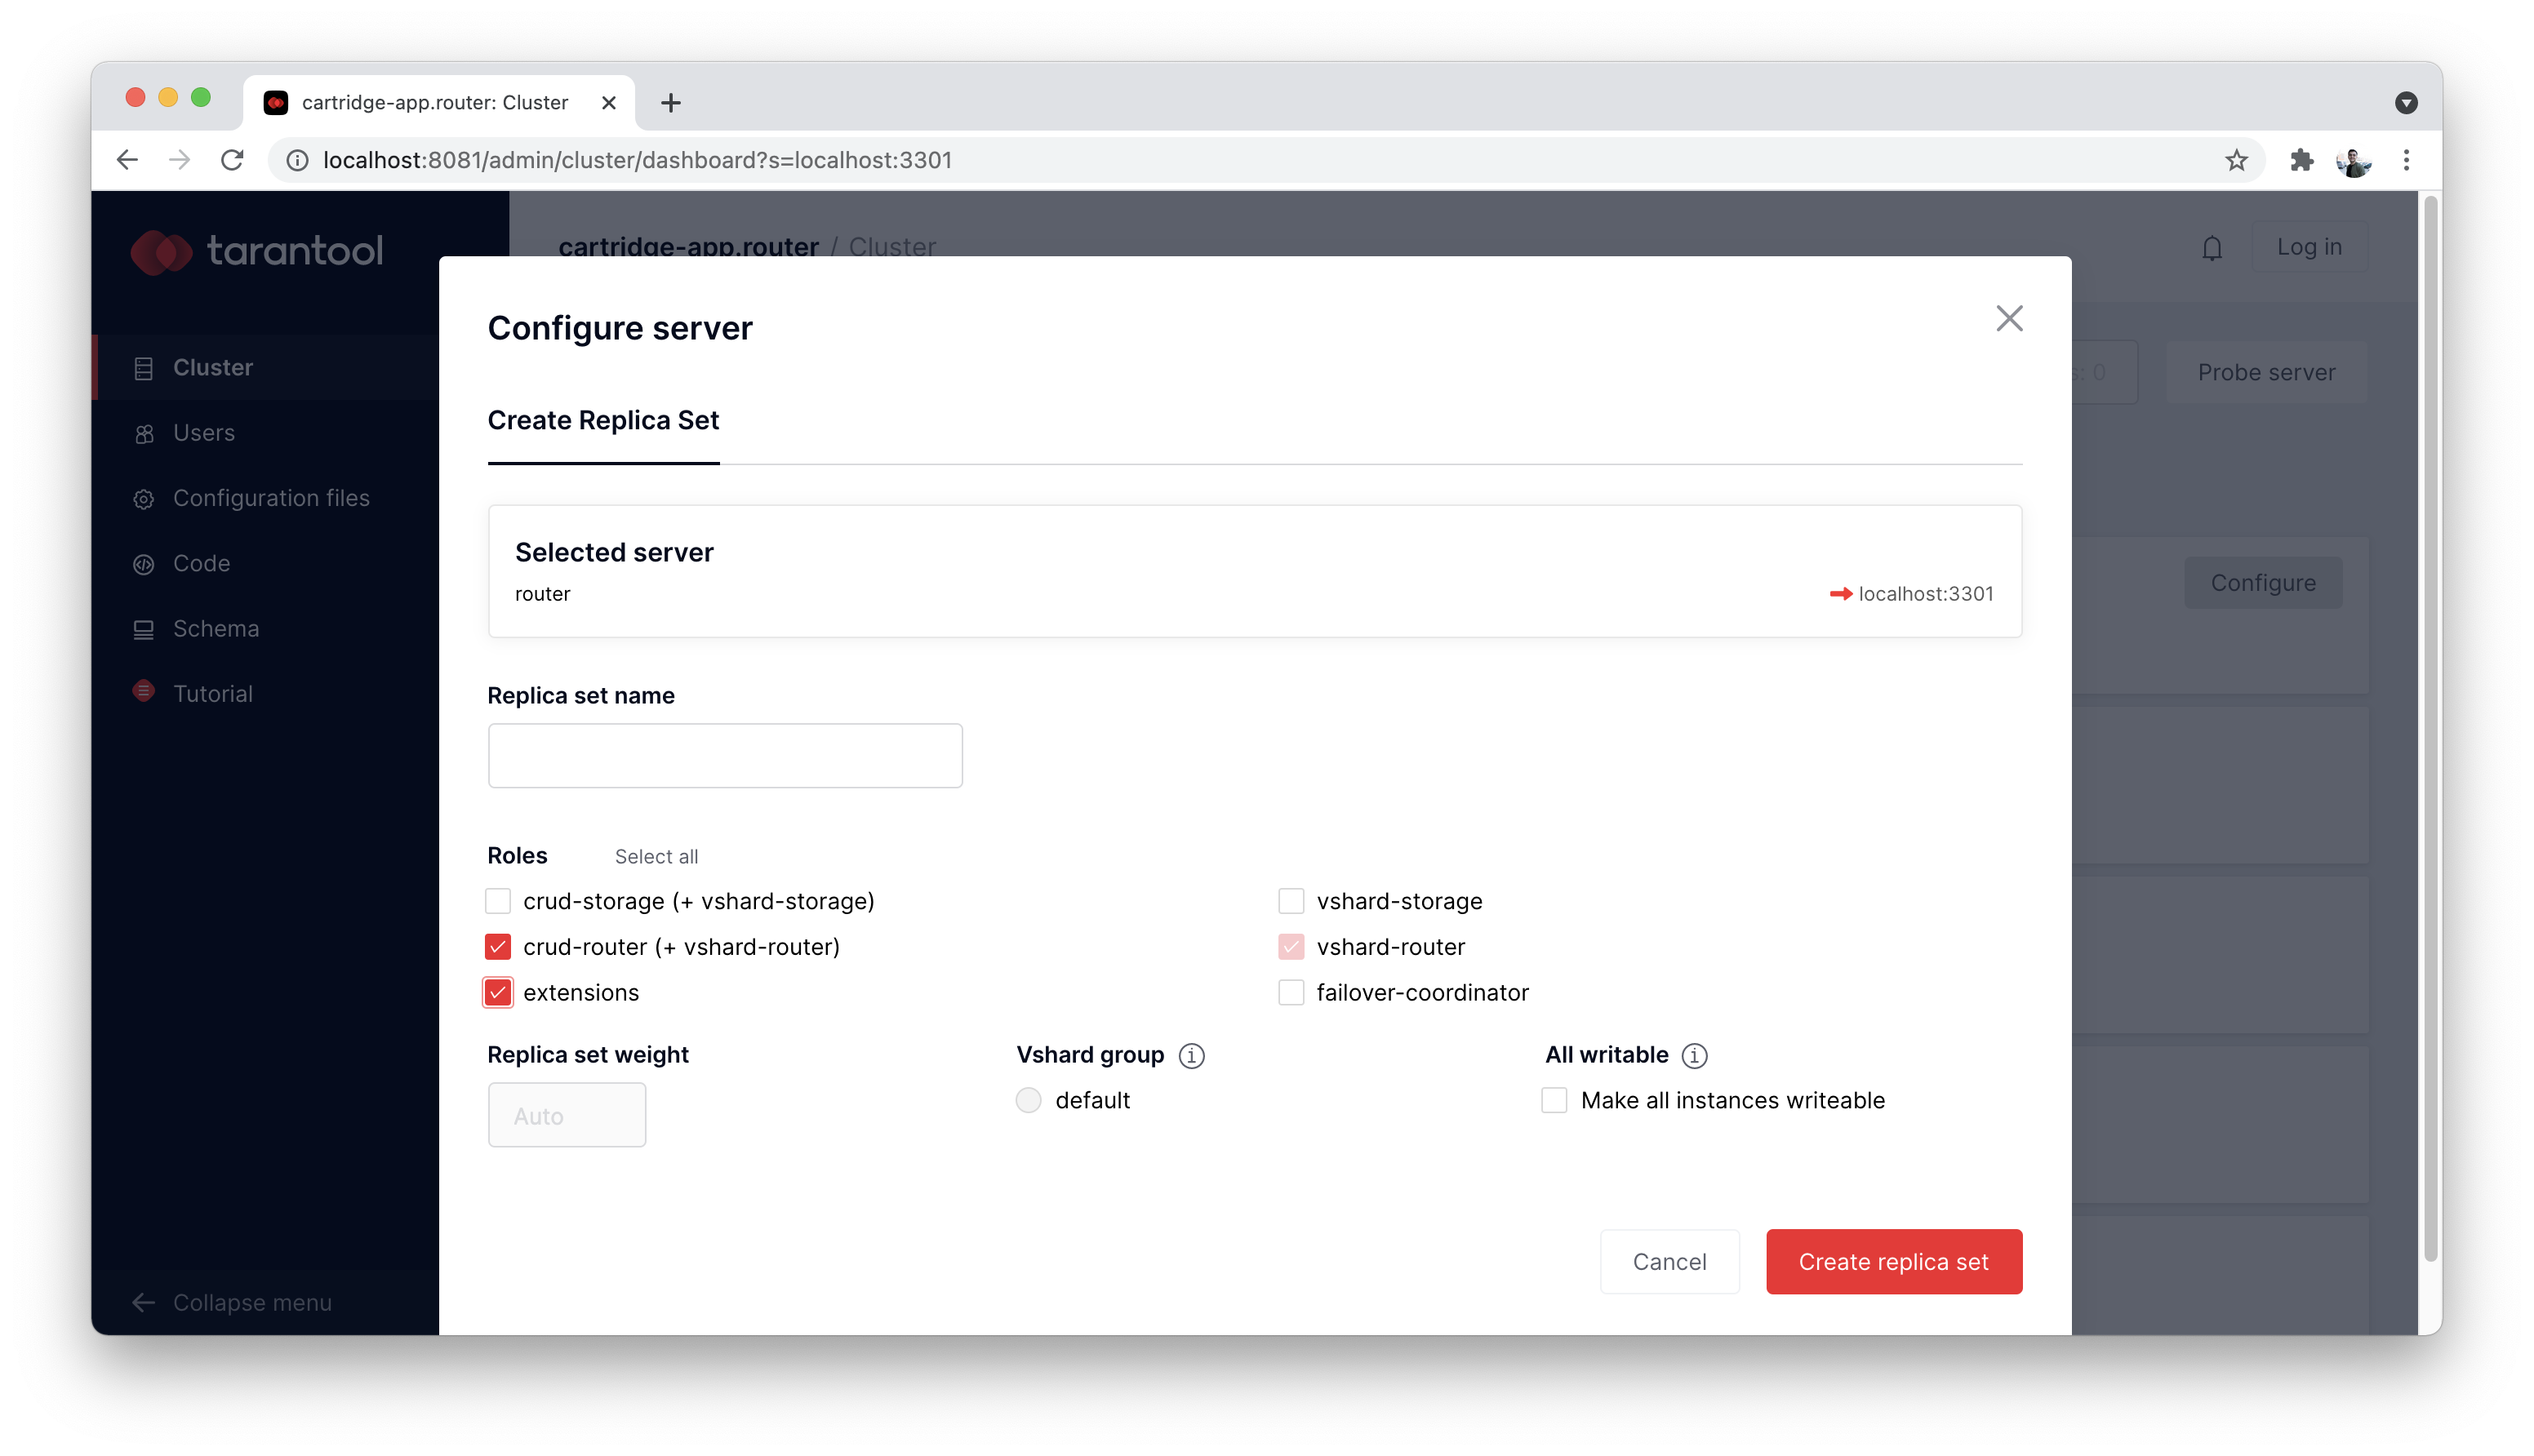 cartridge-app.router: Cluster
localhost:8081/admin/cluster/dashboard?s=localhost:3301
tarantool
cartridge-app.router / Cluster
Log in
Configure server
Cluster
s: 0
Probe server
Users
Create Replica Set
Configuration files
Selected server
Code
router
localhost:3301
Configure
Schema
Tutorial
Replica set name
Roles
Select all
crud-storage (+ vshard-storage)
vshard-storage
crud-router (+ vshard-router)
vshard-router
extensions
failover-coordinator
Replica set weight
Vshard group
All writable
Auto
default
Make all instances writeable
Cancel
Create replica set
Collapse menu